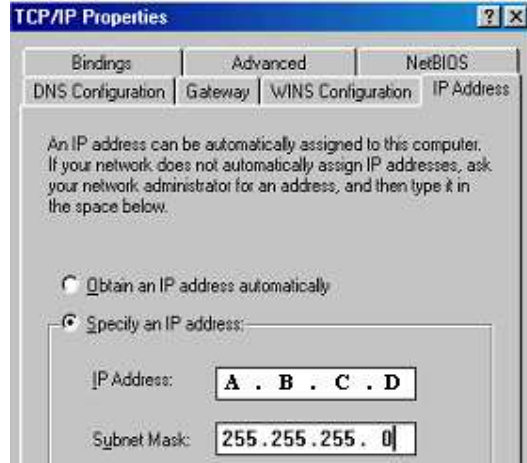 TCP/IP Properties
Bindings Advanced NetBIOS
DNS Configuration Gateway WINS Configuration IP Address
An IP address can be automatically assigned to this computer.
If your network does not automatically assign IP addresses, ask
your network administrator for an address, and then type it in
the space below.
Obtain an IP address automatically
Specify an IP address:
IP Address: A . B . C . D
Subnet Mask: 255.255.255. 0